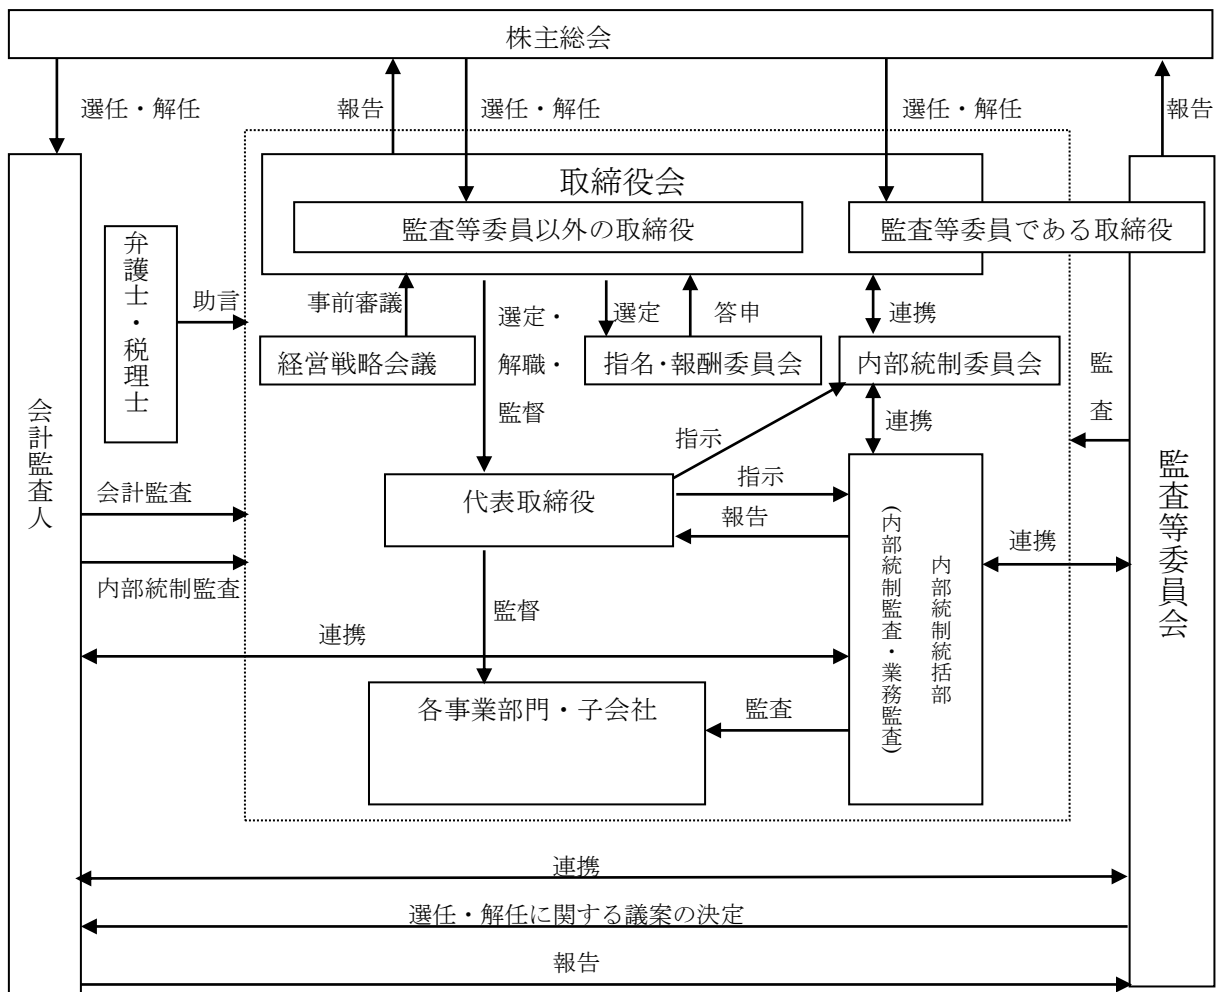 株主総会
選任・解任
報告
選任・解任
選任・解任
報告
取締役会
監査等委員以外の取締役
監査等委員である取締役
弁護士・税理士
助言
事前審議
選定・
解職・
監督
選定
答申
連携
経営戦略会議
指名・報酬委員会
内部統制委員会
監査
連携
指示
会計監査人
監査等委員会
代表取締役
指示
報告
会計監査
内部統制監査
内部統制統括部
(内部統制監査・業務監査)
連携
監督
連携
各事業部門・子会社
監査
連携
選任・解任に関する議案の決定
報告